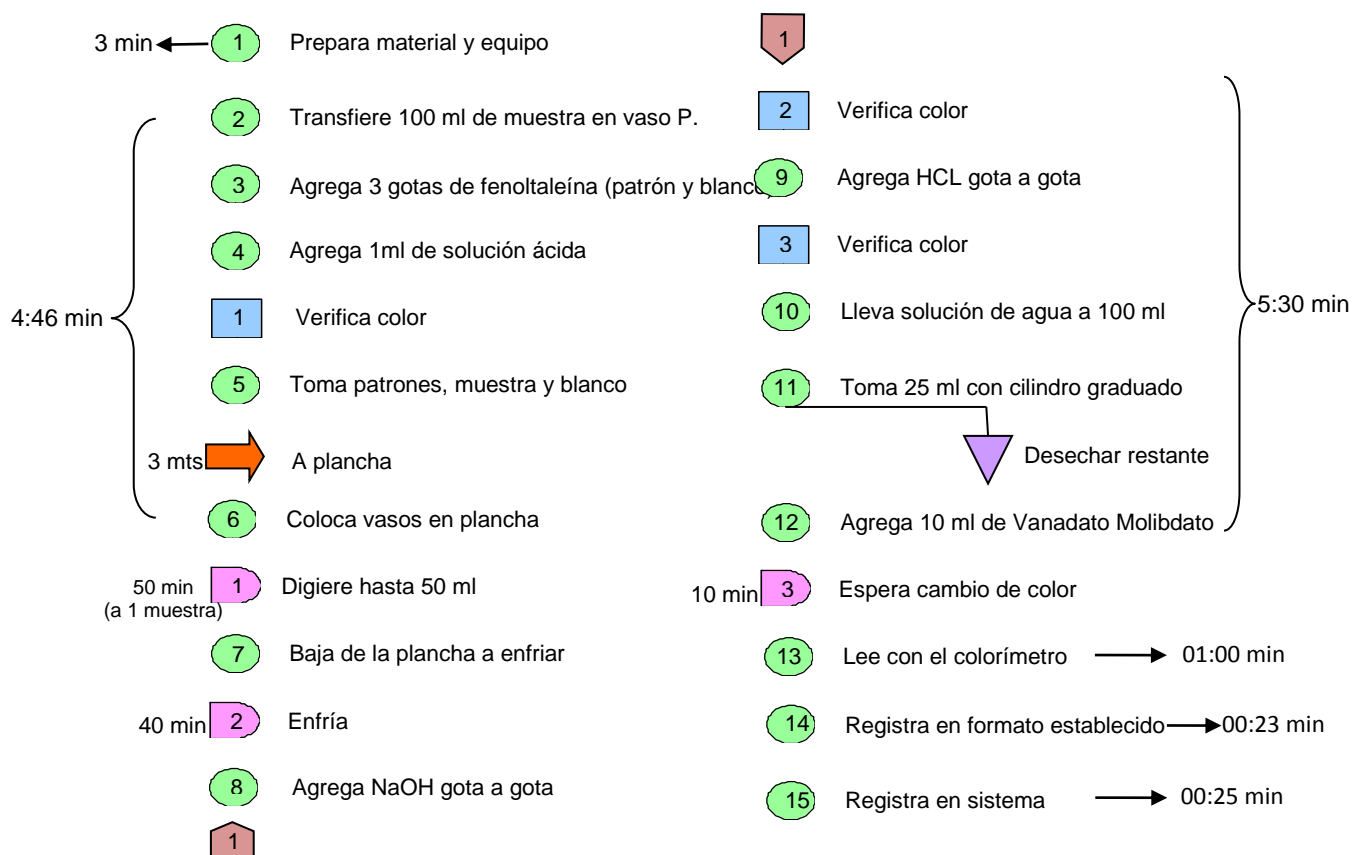 3 min
1 Prepara material y equipo
2 Transfiere 100 ml de muestra en vaso P.
3 Agrega 3 gotas de fenoltaleína (patrón y blanco)
4 Agrega 1ml de solución ácida
4:46 min
1 Verifica color
5 Toma patrones, muestra y blanco
3 mts A plancha
6 Coloca vasos en plancha
50 min
(a 1 muestra)
1 Digiere hasta 50 ml
7 Baja de la plancha a enfriar
40 min 2 Enfría
8 Agrega NaOH gota a gota
1
1
2 Verifica color
9 Agrega HCL gota a gota
3 Verifica color
10 Lleva solución de agua a 100 ml
5:30 min
11 Toma 25 ml con cilindro graduado
Desechar restante
12 Agrega 10 ml de Vanadato Molibdato
10 min 3 Espera cambio de color
13 Lee con el colorímetro 01:00 min
14 Registra en formato establecido 00:23 min
15 Registra en sistema 00:25 min